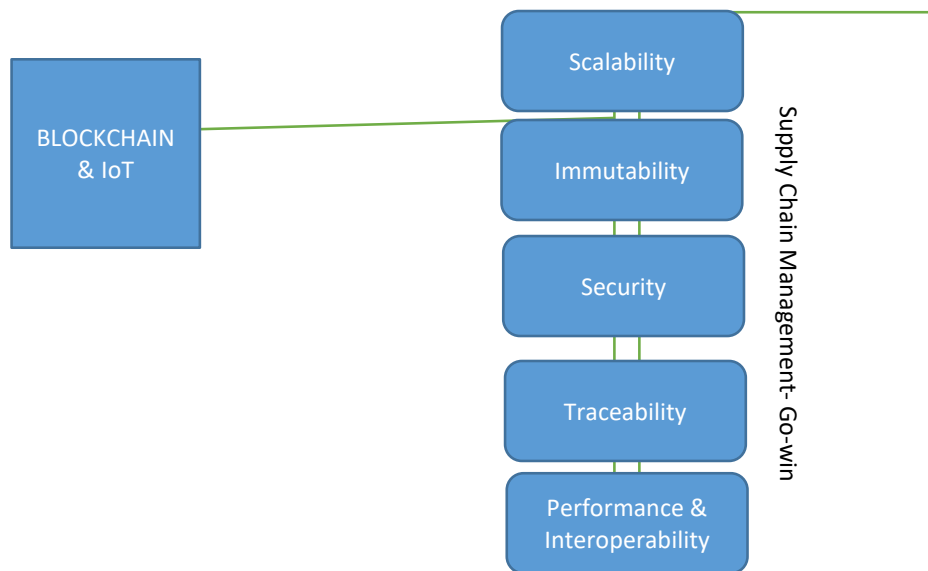 BLOCKCHAIN
& IoT
Scalability
Immutability
Security
Traceability
Performance &
Interoperability
Supply Chain Management- Go-win